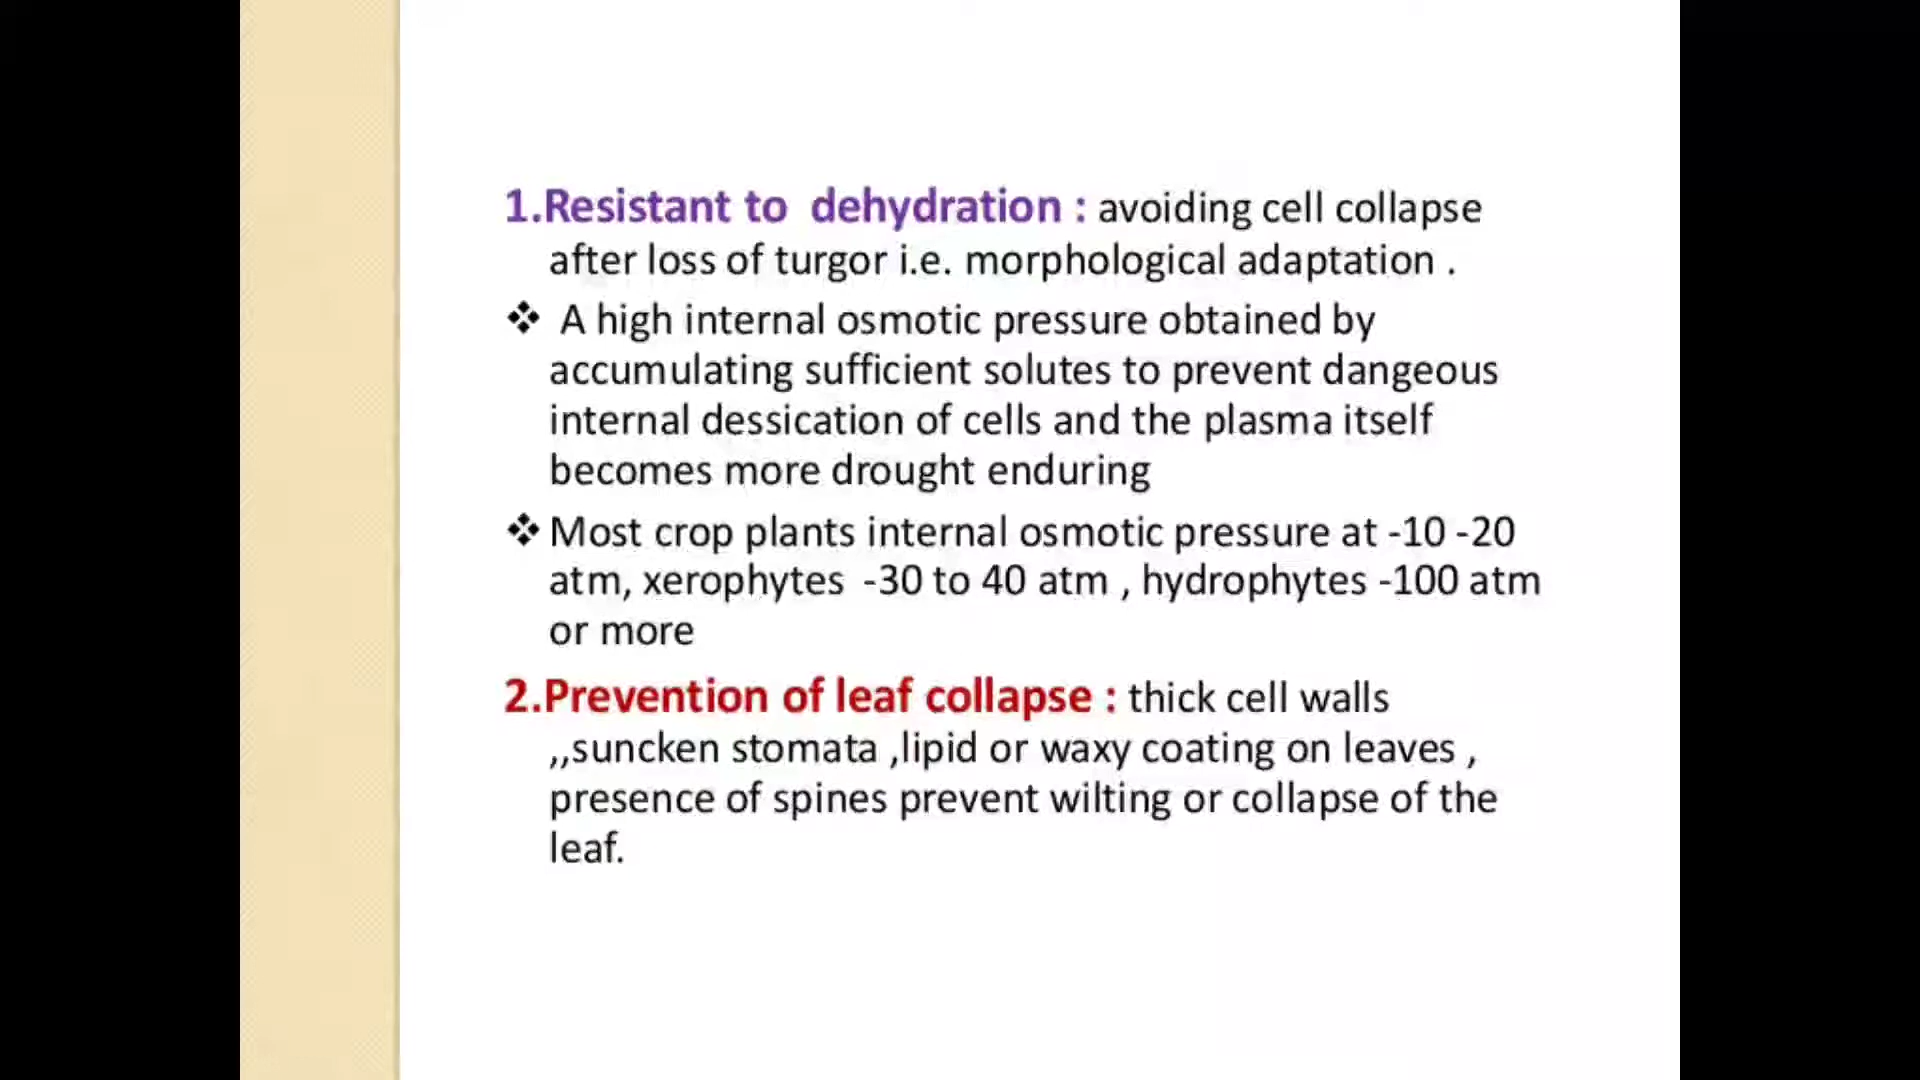 1.Resistant to dehydration : avoiding cell collapse
after loss of turgor i.e. morphological adaptation .
❖ A high internal osmotic pressure obtained by
accumulating sufficient solutes to prevent dangeous
internal dessication of cells and the plasma itself
becomes more drought enduring
❖ Most crop plants internal osmotic pressure at -10 -20
atm, xerophytes -30 to 40 atm , hydrophytes -100 atm
or more
2.Prevention of leaf collapse : thick cell walls
,,suncken stomata ,lipid or waxy coating on leaves ,
presence of spines prevent wilting or collapse of the
leaf.